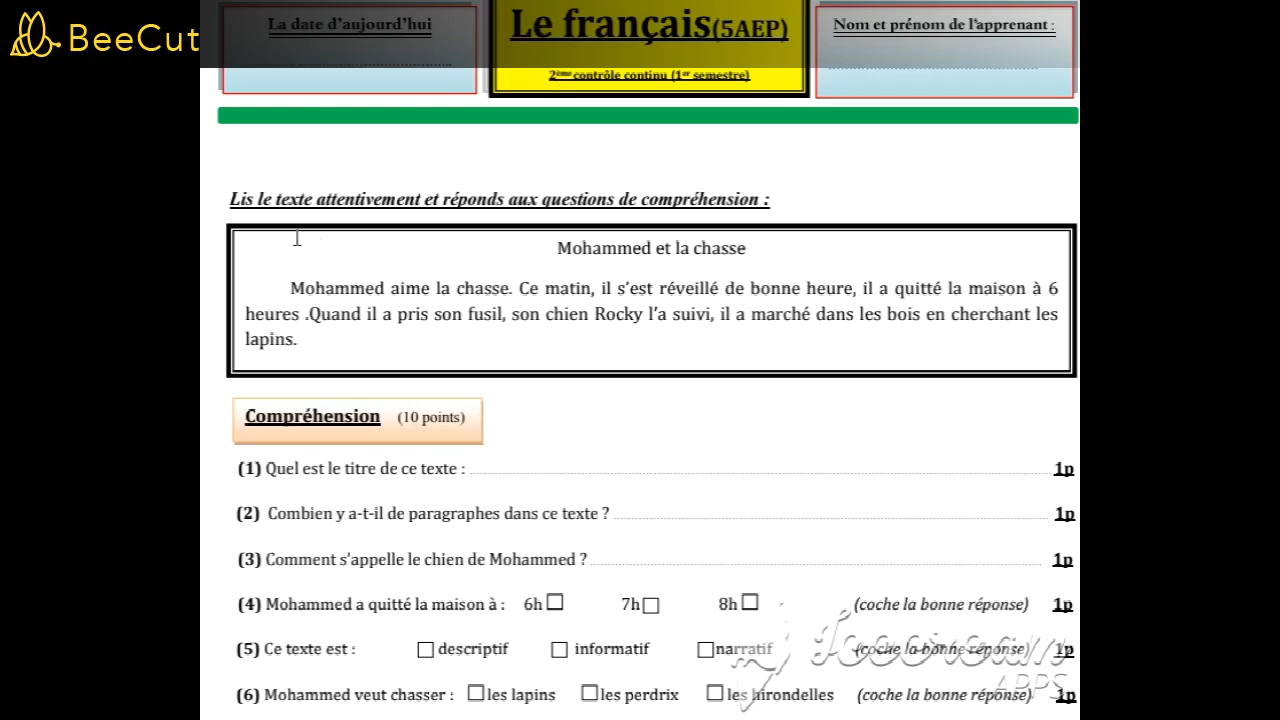 BeeCut
La date d'aujourd'hui
Le français(5AEP)
Nom et prénom de l'apprenant :
2ème contrôle continu (1er semestre)
Lis le texte attentivement et réponds aux questions de compréhension :
Mohammed et la chasse
Mohammed aime la chasse. Ce matin, il s'est réveillé de bonne heure, il a quitté la maison à 6
heures .Quand il a pris son fusil, son chien Rocky l'a suivi, il a marché dans les bois en cherchant les
lapins.
Compréhension (10 points)
(1) Quel est le titre de ce texte : 1p
(2) Combien y a-t-il de paragraphes dans ce texte ? 1p
(3) Comment s'appelle le chien de Mohammed ? 1p
(4) Mohammed a quitté la maison à : 6h 7h 8h (coche la bonne réponse) 1p
(5) Ce texte est : descriptif informatif narratif (coche la bonne réponse) 1p
(6) Mohammed veut chasser : les lapins les perdrix les hirondelles (coche la bonne réponse) 1p
APPS